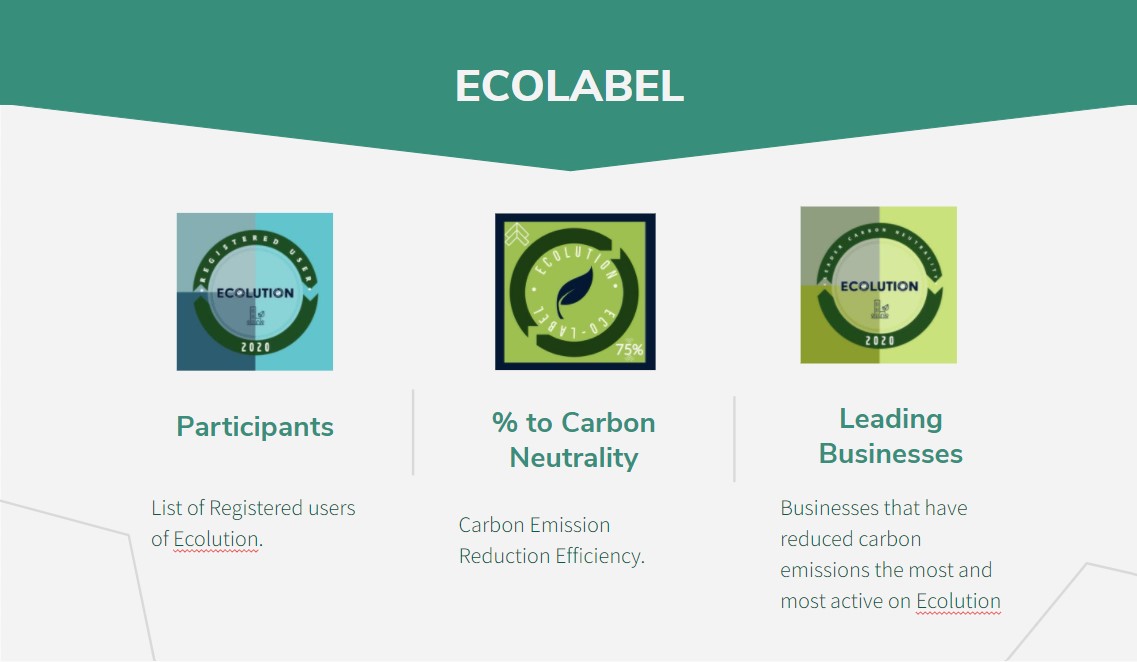 ECOLABEL
REGISTERED USER
ECOLUTION
2020
Participants
List of Registered users
of Ecolution.
ECOLUTION
ECO-LABEL
75%
% to Carbon
Neutrality
Carbon Emission
Reduction Efficiency.
CARBON NEUTRALITY
ECOLUTION
2020
Leading
Businesses
Businesses that have
reduced carbon
emissions the most and
most active on Ecolution